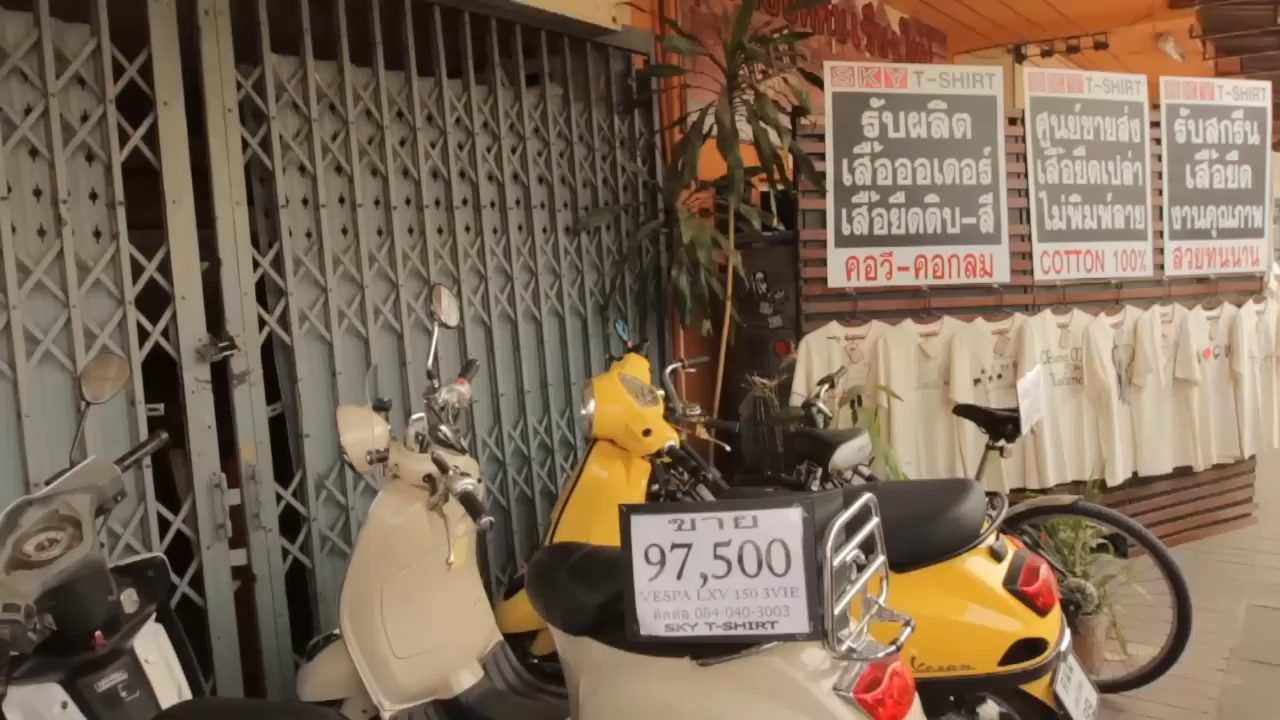 SKY T-SHIRT
รับผลิต
เสื้อออเดอร์
เสื้อยืดดิบ-สี
คอวี-คอกลม
SKY T-SHIRT
ศูนย์ขายส่ง
เสื้อยืดเปล่า
ไม่พิมพ์ลาย
COTTON 100%
SKY T-SHIRT
รับสกรีน
เสื้อยืด
งานคุณภาพ
สวยทนนาน
ขาย
97,500
VESPA LXV 150 3VIE
ติดต่อ 084-040-3003
SKY T-SHIRT
Vespa